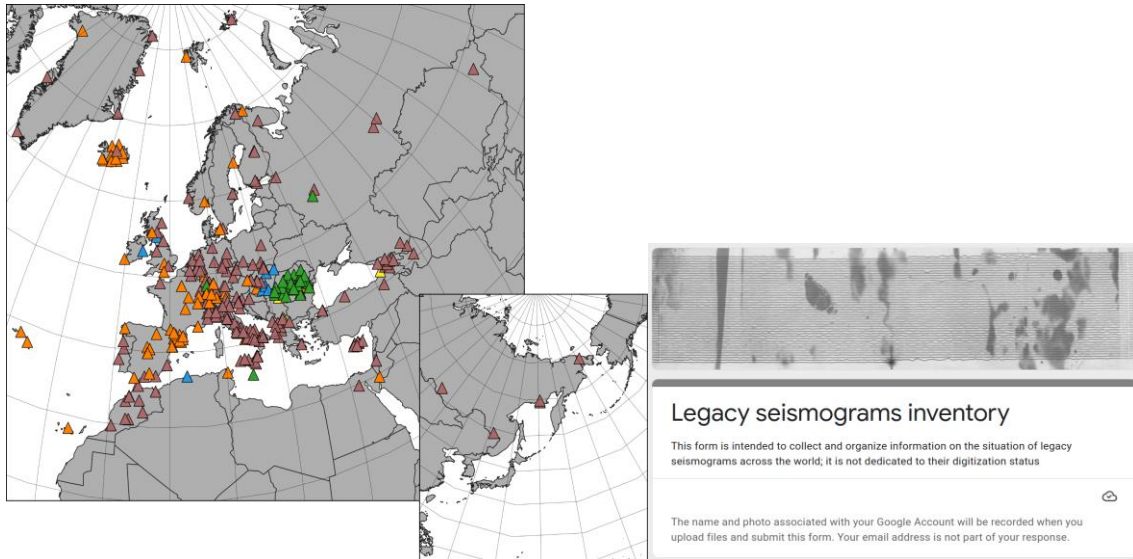 Legacy seismograms inventory
This form is intended to collect and organize information on the situation of legacy
seismograms across the world; it is not dedicated to their digitization status
The name and photo associated with your Google Account will be recorded when you
upload files and submit this form. Your email address is not part of your response.